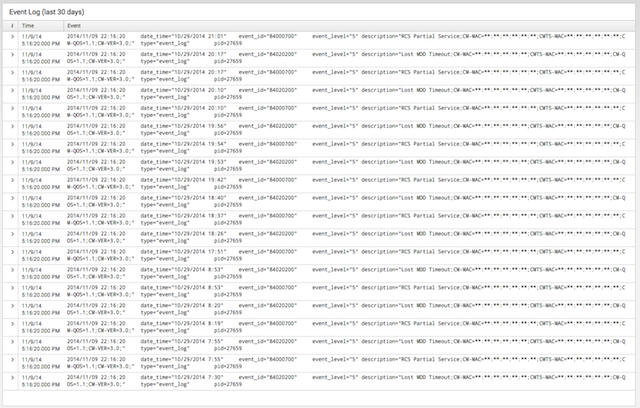 Event Log (last 30 days)
i Time Event
> 11/9/14 2014/11/09 22:16:20 date_time="10/29/2014 21:01" event_id="84000700" event_level="5" description="RCS Partial Service;CM-MAC=**:**:**:**:**:**;CMTS-MAC=**:**:**:**:**:**;C
5:16:20.000 PM M-QOS=1.1;CM-VER=3.0;" type="event_log" pid=27659
> 11/9/14 2014/11/09 22:16:20 date_time="10/29/2014 20:17" event_id="84020200" event_level="5" description="Lost MDD Timeout;CM-MAC=**:**:**:**:**:**;CMTS-MAC=**:**:**:**:**:**;CM-Q
5:16:20.000 PM OS=1.1;CM-VER=3.0;" type="event_log" pid=27659
> 11/9/14 2014/11/09 22:16:20 date_time="10/29/2014 20:17" event_id="84000700" event_level="5" description="RCS Partial Service;CM-MAC=**:**:**:**:**:**;CMTS-MAC=**:**:**:**:**:**;C
5:16:20.000 PM M-QOS=1.1;CM-VER=3.0;" type="event_log" pid=27659
> 11/9/14 2014/11/09 22:16:20 date_time="10/29/2014 20:10" event_id="84020200" event_level="5" description="Lost MDD Timeout;CM-MAC=**:**:**:**:**:**;CMTS-MAC=**:**:**:**:**:**;CM-Q
5:16:20.000 PM OS=1.1;CM-VER=3.0;" type="event_log" pid=27659
> 11/9/14 2014/11/09 22:16:20 date_time="10/29/2014 20:10" event_id="84000700" event_level="5" description="RCS Partial Service;CM-MAC=**:**:**:**:**:**;CMTS-MAC=**:**:**:**:**:**;C
5:16:20.000 PM M-QOS=1.1;CM-VER=3.0;" type="event_log" pid=27659
> 11/9/14 2014/11/09 22:16:20 date_time="10/29/2014 19:56" event_id="84020200" event_level="5" description="Lost MDD Timeout;CM-MAC=**:**:**:**:**:**;CMTS-MAC=**:**:**:**:**:**;CM-Q
5:16:20.000 PM OS=1.1;CM-VER=3.0;" type="event_log" pid=27659
> 11/9/14 2014/11/09 22:16:20 date_time="10/29/2014 19:54" event_id="84000700" event_level="5" description="RCS Partial Service;CM-MAC=**:**:**:**:**:**;CMTS-MAC=**:**:**:**:**:**;C
5:16:20.000 PM M-QOS=1.1;CM-VER=3.0;" type="event_log" pid=27659
> 11/9/14 2014/11/09 22:16:20 date_time="10/29/2014 19:53" event_id="84020200" event_level="5" description="Lost MDD Timeout;CM-MAC=**:**:**:**:**:**;CMTS-MAC=**:**:**:**:**:**;CM-Q
5:16:20.000 PM OS=1.1;CM-VER=3.0;" type="event_log" pid=27659
> 11/9/14 2014/11/09 22:16:20 date_time="10/29/2014 19:42" event_id="84000700" event_level="5" description="RCS Partial Service;CM-MAC=**:**:**:**:**:**;CMTS-MAC=**:**:**:**:**:**;C
5:16:20.000 PM M-QOS=1.1;CM-VER=3.0;" type="event_log" pid=27659
> 11/9/14 2014/11/09 22:16:20 date_time="10/29/2014 18:40" event_id="84020200" event_level="5" description="Lost MDD Timeout;CM-MAC=**:**:**:**:**:**;CMTS-MAC=**:**:**:**:**:**;CM-Q
5:16:20.000 PM OS=1.1;CM-VER=3.0;" type="event_log" pid=27659
> 11/9/14 2014/11/09 22:16:20 date_time="10/29/2014 18:37" event_id="84000700" event_level="5" description="RCS Partial Service;CM-MAC=**:**:**:**:**:**;CMTS-MAC=**:**:**:**:**:**;C
5:16:20.000 PM M-QOS=1.1;CM-VER=3.0;" type="event_log" pid=27659
> 11/9/14 2014/11/09 22:16:20 date_time="10/29/2014 18:26" event_id="84020200" event_level="5" description="Lost MDD Timeout;CM-MAC=**:**:**:**:**:**;CMTS-MAC=**:**:**:**:**:**;CM-Q
5:16:20.000 PM OS=1.1;CM-VER=3.0;" type="event_log" pid=27659
> 11/9/14 2014/11/09 22:16:20 date_time="10/29/2014 17:51" event_id="84000700" event_level="5" description="RCS Partial Service;CM-MAC=**:**:**:**:**:**;CMTS-MAC=**:**:**:**:**:**;C
5:16:20.000 PM M-QOS=1.1;CM-VER=3.0;" type="event_log" pid=27659
> 11/9/14 2014/11/09 22:16:20 date_time="10/29/2014 8:53" event_id="84020200" event_level="5" description="Lost MDD Timeout;CM-MAC=**:**:**:**:**:**;CMTS-MAC=**:**:**:**:**:**;CM-Q
5:16:20.000 PM OS=1.1;CM-VER=3.0;" type="event_log" pid=27659
> 11/9/14 2014/11/09 22:16:20 date_time="10/29/2014 8:53" event_id="84000700" event_level="5" description="RCS Partial Service;CM-MAC=**:**:**:**:**:**;CMTS-MAC=**:**:**:**:**:**;C
5:16:20.000 PM M-QOS=1.1;CM-VER=3.0;" type="event_log" pid=27659
> 11/9/14 2014/11/09 22:16:20 date_time="10/29/2014 8:20" event_id="84020200" event_level="5" description="Lost MDD Timeout;CM-MAC=**:**:**:**:**:**;CMTS-MAC=**:**:**:**:**:**;CM-Q
5:16:20.000 PM OS=1.1;CM-VER=3.0;" type="event_log" pid=27659
> 11/9/14 2014/11/09 22:16:20 date_time="10/29/2014 8:19" event_id="84000700" event_level="5" description="RCS Partial Service;CM-MAC=**:**:**:**:**:**;CMTS-MAC=**:**:**:**:**:**;C
5:16:20.000 PM M-QOS=1.1;CM-VER=3.0;" type="event_log" pid=27659
> 11/9/14 2014/11/09 22:16:20 date_time="10/29/2014 7:55" event_id="84020200" event_level="5" description="Lost MDD Timeout;CM-MAC=**:**:**:**:**:**;CMTS-MAC=**:**:**:**:**:**;CM-Q
5:16:20.000 PM OS=1.1;CM-VER=3.0;" type="event_log" pid=27659
> 11/9/14 2014/11/09 22:16:20 date_time="10/29/2014 7:55" event_id="84000700" event_level="5" description="RCS Partial Service;CM-MAC=**:**:**:**:**:**;CMTS-MAC=**:**:**:**:**:**;C
5:16:20.000 PM M-QOS=1.1;CM-VER=3.0;" type="event_log" pid=27659
> 11/9/14 2014/11/09 22:16:20 date_time="10/29/2014 7:30" event_id="84020200" event_level="5" description="Lost MDD Timeout;CM-MAC=**:**:**:**:**:**;CMTS-MAC=**:**:**:**:**:**;CM-Q
5:16:20.000 PM OS=1.1;CM-VER=3.0;" type="event_log" pid=27659